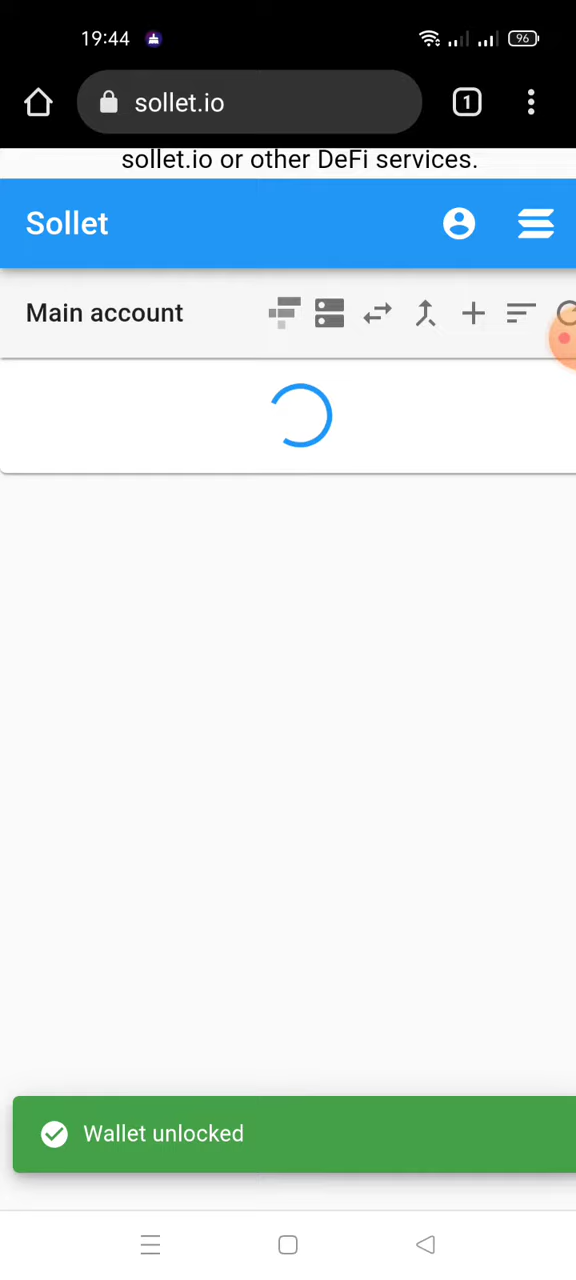 19:44
96
sollet.io
1
sollet.io or other DeFi services.
Sollet
Main account
Wallet unlocked